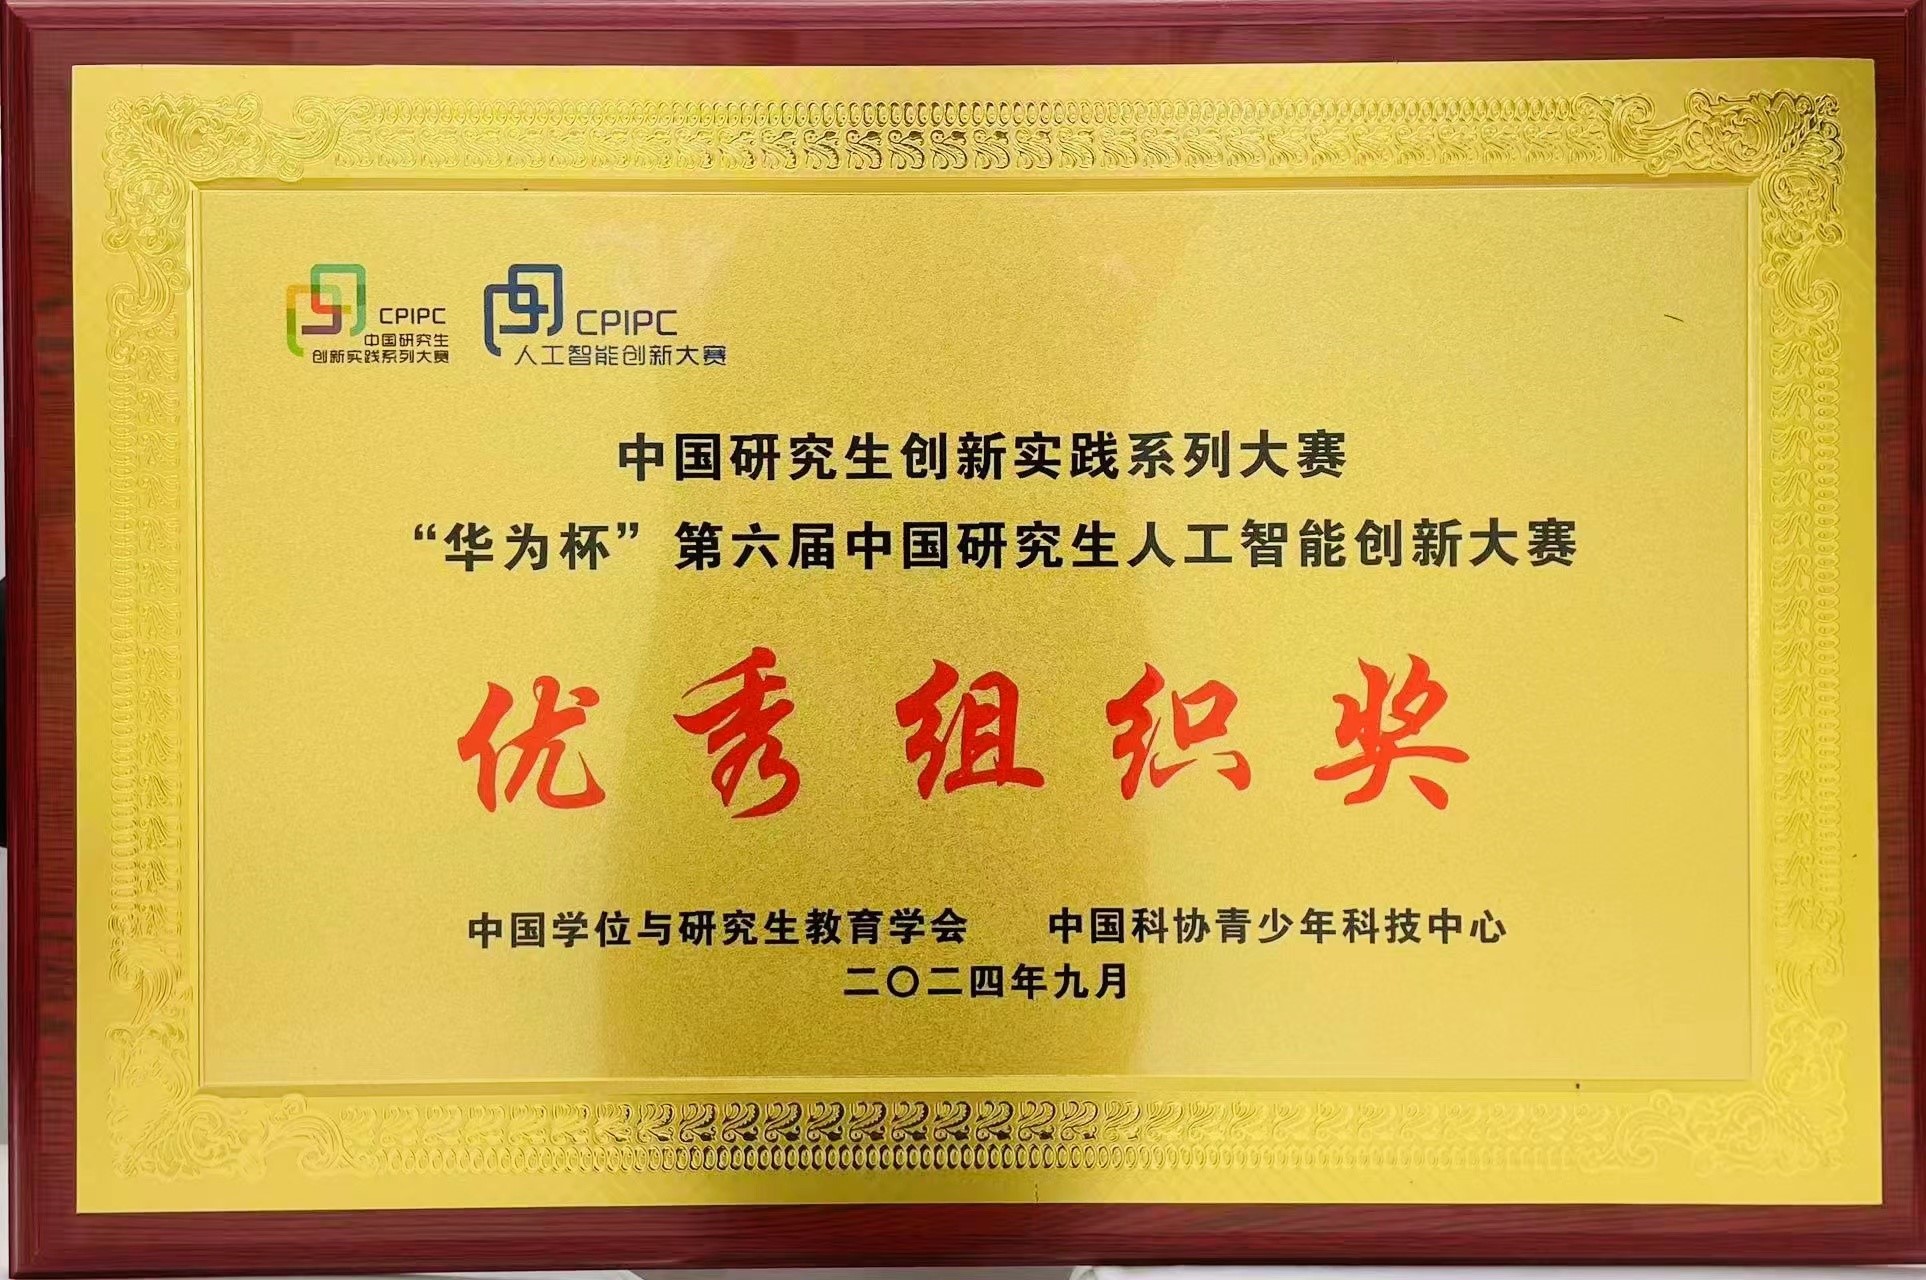 CPIPC
中国研究生
创新实践系列大赛
CPIPC
人工智能创新大赛
中国研究生创新实践系列大赛
“华为杯”第六届中国研究生人工智能创新大赛
优秀组织奖
中国学位与研究生教育学会 中国科协青少年科技中心
二〇二四年九月